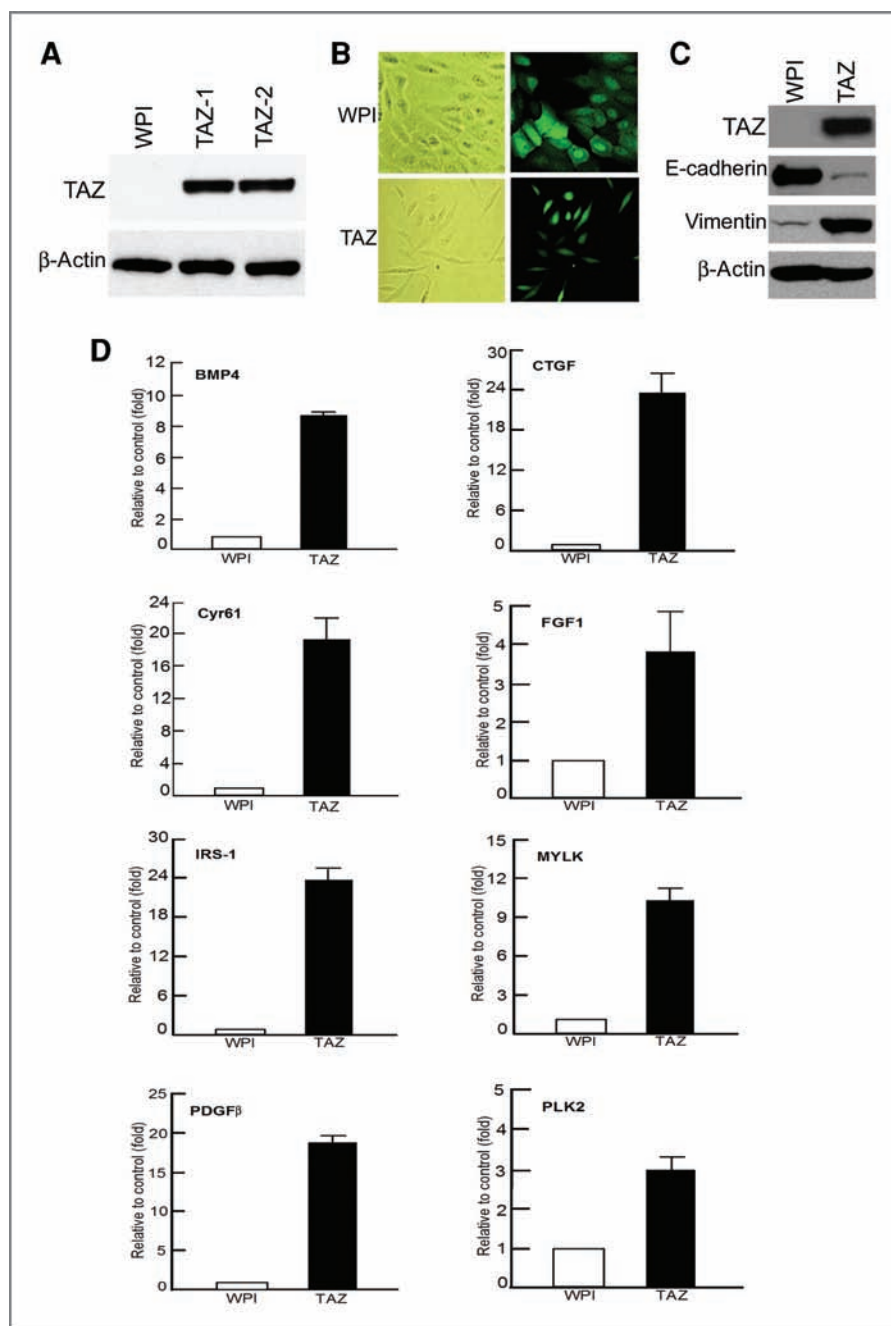 A
WPI
TAZ-1
TAZ-2
TAZ
β-Actin
B
WPI
TAZ
C
WPI
TAZ
TAZ
E-cadherin
Vimentin
β-Actin
D
BMP4
Relative to control (fold)
12
10
8
6
4
2
0
WPI
TAZ
CTGF
Relative to control (fold)
30
24
18
12
6
0
WPI
TAZ
Cyr61
Relative to control (fold)
24
20
16
12
8
4
0
WPI
TAZ
FGF1
Relative to control (fold)
5
4
3
2
1
0
WPI
TAZ
IRS-1
Relative to control (fold)
30
24
18
12
6
0
WPI
TAZ
MYLK
Relative to control (fold)
15
12
9
6
3
0
WPI
TAZ
PDGFβ
Relative to control (fold)
25
20
15
10
5
0
WPI
TAZ
PLK2
Relative to control (fold)
5
4
3
2
1
0
WPI
TAZ